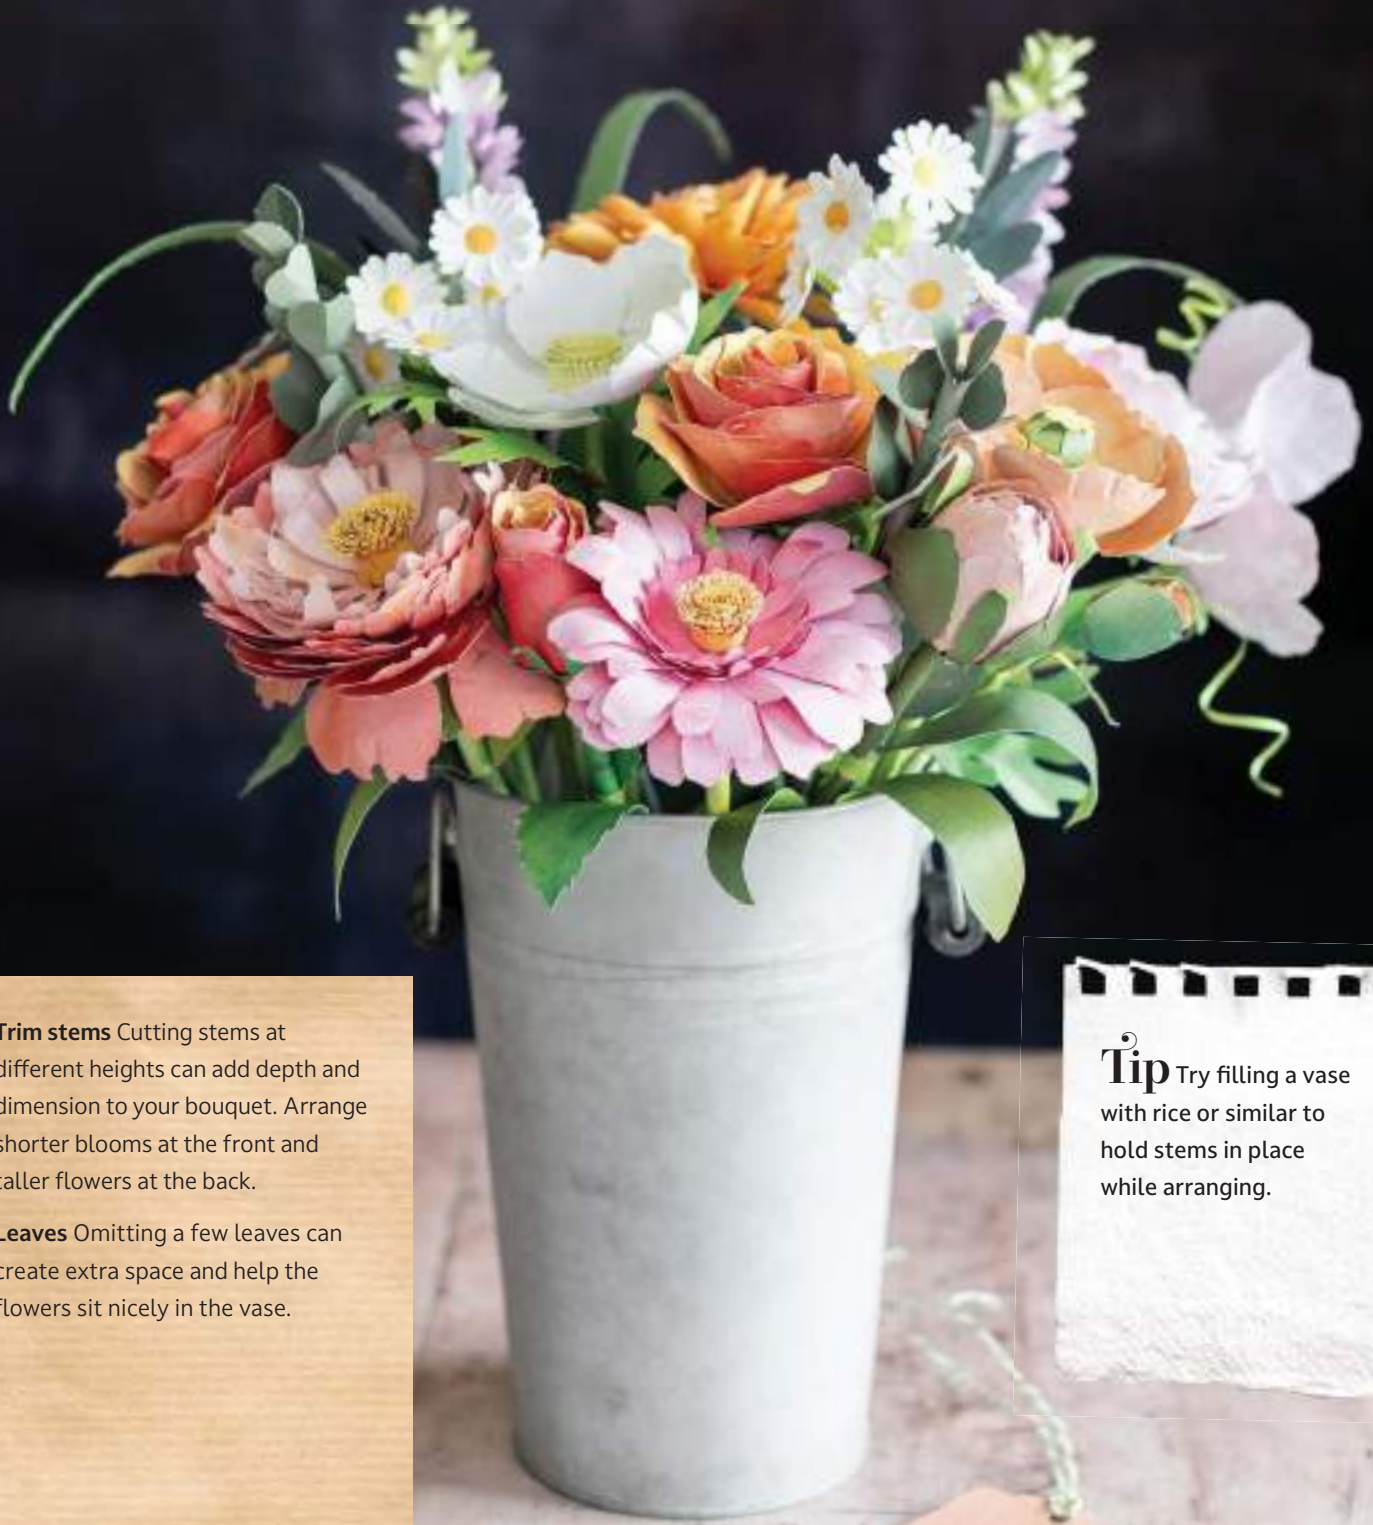 Trim stems Cutting stems at
different heights can add depth and
dimension to your bouquet. Arrange
shorter blooms at the front and
taller flowers at the back.
Leaves Omitting a few leaves can
create extra space and help the
flowers sit nicely in the vase.
Tip Try filling a vase
with rice or similar to
hold stems in place
while arranging.